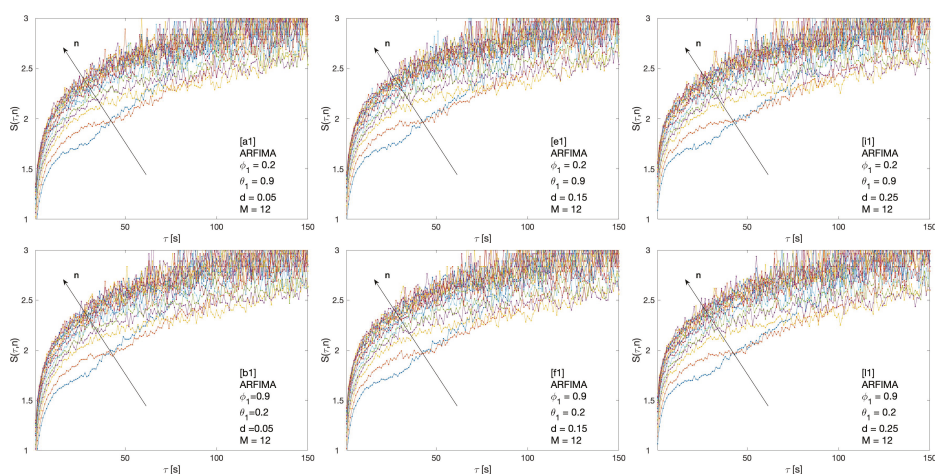 3
2.5
2
1.5
1
S(τ,n)
n
[a1]
ARFIMA
ϕ1 = 0.2
θ1 = 0.9
d = 0.05
M = 12
50
100
150
τ [s]
3
2.5
2
1.5
1
S(τ,n)
n
[e1]
ARFIMA
ϕ1 = 0.2
θ1 = 0.9
d = 0.15
M = 12
50
100
150
τ [s]
3
2.5
2
1.5
1
S(τ,n)
n
[i1]
ARFIMA
ϕ1 = 0.2
θ1 = 0.9
d = 0.25
M = 12
50
100
150
τ [s]
3
2.5
2
1.5
1
S(τ,n)
n
[b1]
ARFIMA
ϕ1=0.9
θ1=0.2
d =0.05
M = 12
50
100
150
τ [s]
3
2.5
2
1.5
1
S(τ,n)
n
[f1]
ARFIMA
ϕ1 = 0.9
θ1 = 0.2
d = 0.15
M = 12
50
100
150
τ [s]
3
2.5
2
1.5
1
S(τ,n)
n
[l1]
ARFIMA
ϕ1 = 0.9
θ1 = 0.2
d = 0.25
M = 12
50
100
150
τ [s]